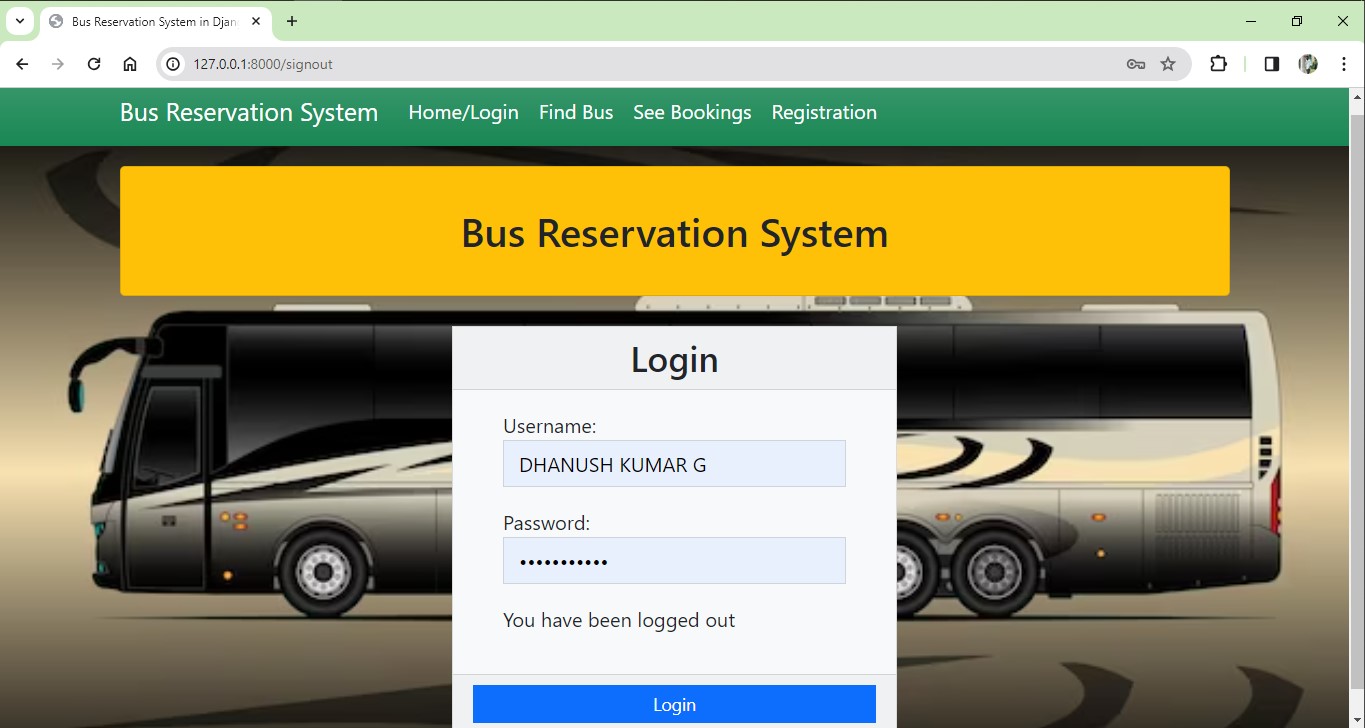 Bus Reservation System in Djan
127.0.0.1:8000/signout
Bus Reservation System Home/Login Find Bus See Bookings Registration
Bus Reservation System
Login
Username:
DHANUSH KUMAR G
Password:
•••••••••••
You have been logged out
Login